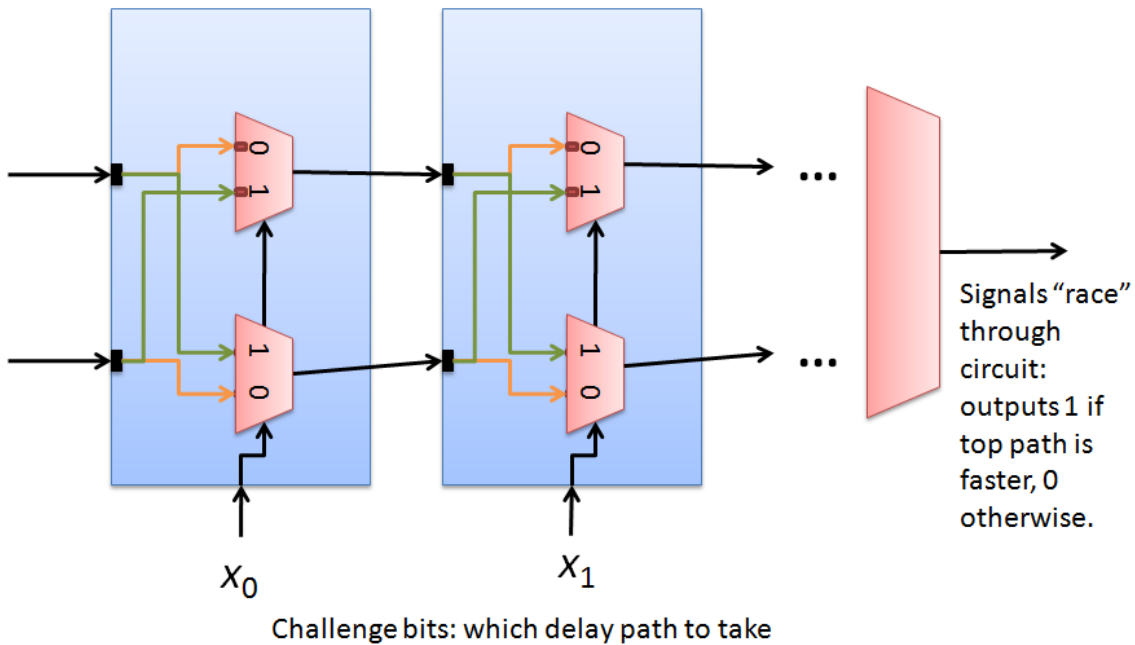 0
1
1
0
0
1
1
0
...
...
Signals “race”
through
circuit:
outputs 1 if
top path is
faster, 0
otherwise.
x0
x1
Challenge bits: which delay path to take